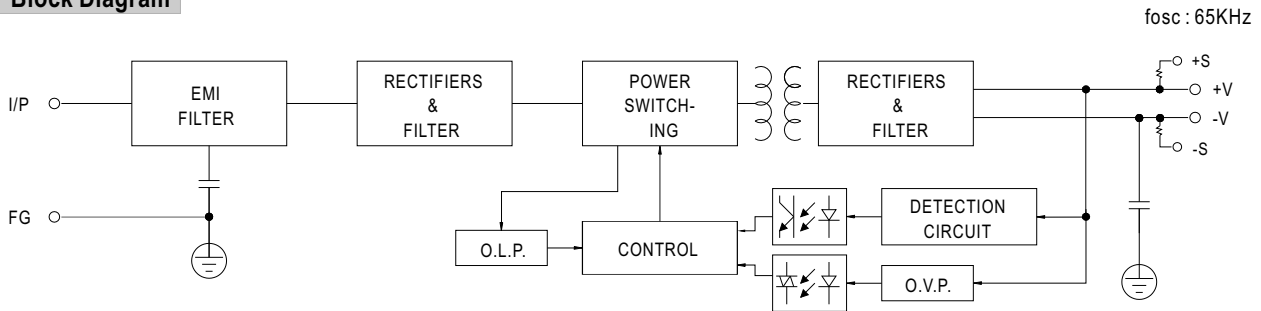 Block Diagram
fosc : 65KHz
I/P
EMI
FILTER
RECTIFIERS
&
FILTER
POWER
SWITCH-
ING
RECTIFIERS
&
FILTER
+S
+V
-V
-S
FG
O.L.P.
CONTROL
DETECTION
CIRCUIT
O.V.P.